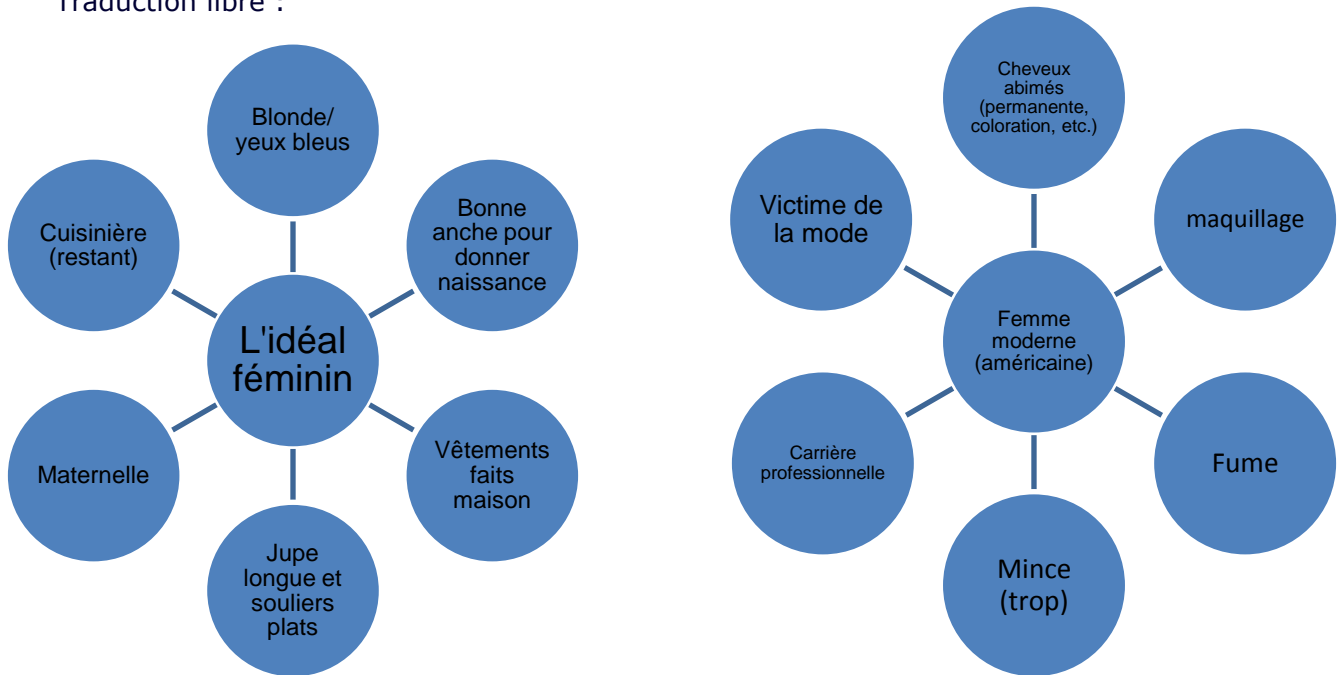 Traduction libre :
Blonde/
yeux bleus
Bonne
anche pour
donner
naissance
Vêtements
faits
maison
Jupe
longue et
souliers
plats
Maternelle
Cuisinière
(restant)
L'idéal
féminin
Cheveux
abimés
(permanente,
coloration, etc.)
maquillage
Fume
Mince
(trop)
Carrière
professionnelle
Victime de
la mode
Femme
moderne
(américaine)